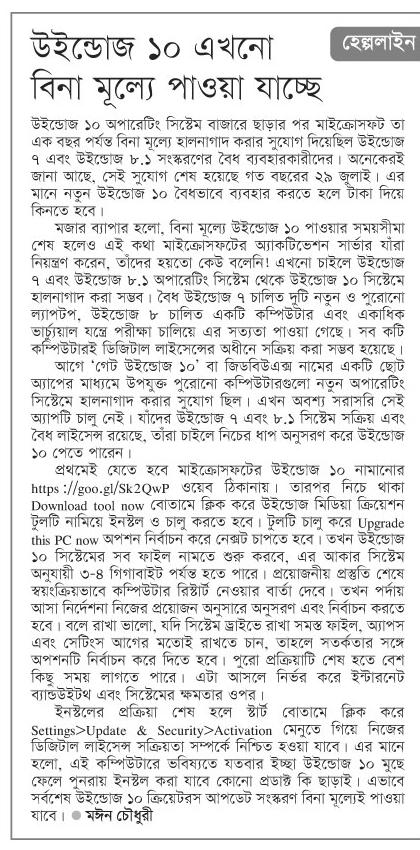 হেল্পলাইন
উইন্ডোজ ১০ এখনো
বিনা মূল্যে পাওয়া যাচ্ছে
উইন্ডোজ ১০ অপারেটিং সিস্টেম বাজারে ছাড়ার পর মাইক্রোসফট তা
এক বছর পর্যন্ত বিনা মূল্যে হালনাগাদ করার সুযোগ দিয়েছিল উইন্ডোজ
৭ এবং উইন্ডোজ ৮.১ সংস্করণের বৈধ ব্যবহারকারীদের। অনেকেরই
জানা আছে, সেই সুযোগ শেষ হয়েছে গত বছরের ২৯ জুলাই। এর
মানে নতুন উইন্ডোজ ১০ বৈধভাবে ব্যবহার করতে হলে টাকা দিয়ে
কিনতে হবে।
মজার ব্যাপার হলো, বিনা মূল্যে উইন্ডোজ ১০ পাওয়ার সময়সীমা
শেষ হলেও এই কথা মাইক্রোসফটের অ্যাকটিভেশন সার্ভার যাঁরা
নিয়ন্ত্রণ করেন, তাঁদের হয়তো কেউ বলেনি! এখনো চাইলে উইন্ডোজ
৭ এবং উইন্ডোজ ৮.১ অপারেটিং সিস্টেম থেকে উইন্ডোজ ১০ সিস্টেমে
হালনাগাদ করা সম্ভব। বৈধ উইন্ডোজ ৭ চালিত দুটি নতুন ও পুরোনো
ল্যাপটপ, উইন্ডোজ ৮ চালিত একটি কম্পিউটার এবং একাধিক
ভার্চ্যুয়াল যন্ত্রে পরীক্ষা চালিয়ে এর সত্যতা পাওয়া গেছে। সব কটি
কম্পিউটারই ডিজিটাল লাইসেন্সের অধীনে সক্রিয় করা সম্ভব হয়েছে।
আগে ‘গেট উইন্ডোজ ১০’ বা জিডবিউএক্স নামের একটি ছোট
অ্যাপের মাধ্যমে উপযুক্ত পুরোনো কম্পিউটারগুলো নতুন অপারেটিং
সিস্টেমে হালনাগাদ করার সুযোগ ছিল। এখন অবশ্য সরাসরি সেই
অ্যাপটি চালু নেই। যাঁদের উইন্ডোজ ৭ এবং ৮.১ সিস্টেম সক্রিয় এবং
বৈধ লাইসেন্স রয়েছে, তাঁরা চাইলে নিচের ধাপ অনুসরণ করে উইন্ডোজ
১০ পেতে পারেন।
প্রথমেই যেতে হবে মাইক্রোসফটের উইন্ডোজ ১০ নামানোর
https ://goo.gl/Sk2QwP ওয়েব ঠিকানায়। তারপর নিচে থাকা
Download tool now বোতামে ক্লিক করে উইন্ডোজ মিডিয়া ক্রিয়েশন
টুলটি নামিয়ে ইনস্টল ও চালু করতে হবে। টুলটি চালু করে Upgrade
this PC now অপশন নির্বাচন করে নেক্সট চাপতে হবে। তখন উইন্ডোজ
১০ সিস্টেমের সব ফাইল নামতে শুরু করবে, এর আকার সিস্টেম
অনুযায়ী ৩-৪ গিগাবাইট পর্যন্ত হতে পারে। প্রয়োজনীয় প্রস্তুতি শেষে
স্বয়ংক্রিয়ভাবে কম্পিউটার রিস্টার্ট নেওয়ার বার্তা দেবে। তখন পর্দায়
আসা নির্দেশনা নিজের প্রয়োজন অনুসারে অনুসরণ এবং নির্বাচন করতে
হবে। বলে রাখা ভালো, যদি সিস্টেম ড্রাইভে রাখা সমস্ত ফাইল, অ্যাপস
এবং সেটিংস আগের মতোই রাখতে চান, তাহলে সতর্কতার সঙ্গে
অপশনটি নির্বাচন করে দিতে হবে। পুরো প্রক্রিয়াটি শেষ হতে বেশ
কিছু সময় লাগতে পারে। এটা আসলে নির্ভর করে ইন্টারনেট
ব্যান্ডউইটথ এবং সিস্টেমের ক্ষমতার ওপর।
ইনস্টলের প্রক্রিয়া শেষ হলে স্টার্ট বোতামে ক্লিক করে
Settings>Update & Security>Activation মেনুতে গিয়ে নিজের
ডিজিটাল লাইসেন্স সক্রিয়তা সম্পর্কে নিশ্চিত হওয়া যাবে। এর মানে
হলো, এই কম্পিউটারে ভবিষ্যতে যতবার ইচ্ছা উইন্ডোজ ১০ মুছে
ফেলে পুনরায় ইনস্টল করা যাবে কোনো প্রডাক্ট কি ছাড়াই। এভাবে
সর্বশেষ উইন্ডোজ ১০ ক্রিয়েটরস আপডেট সংস্করণ বিনা মূল্যেই পাওয়া
যাবে। ● মঈন চৌধুরী